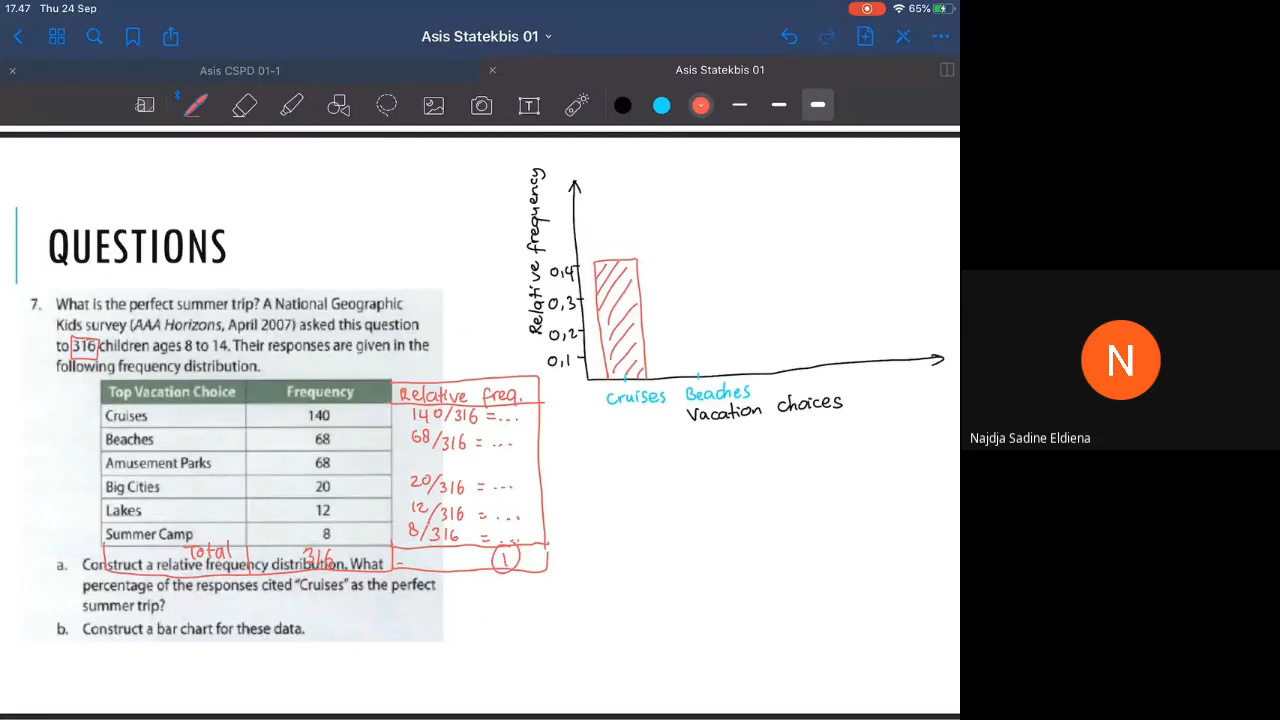 17.47 Thu 24 Sep
65%
Asis Statekbis 01
Asis CSPD 01-1
Asis Statekbis 01
T
QUESTIONS
7. What is the perfect summer trip? A National Geographic
Kids survey (AAA Horizons, April 2007) asked this question
to 316 children ages 8 to 14. Their responses are given in the
following frequency distribution.
Top Vacation Choice Frequency Relative freq.
Cruises 140 140/316 = ...
Beaches 68 68/316 = ...
Amusement Parks 68
Big Cities 20 20/316 = ...
Lakes 12 12/316 = ...
Summer Camp 8 8/316 = ...
Total 316 = 1
a. Construct a relative frequency distribution. What
percentage of the responses cited "Cruises" as the perfect
summer trip?
b. Construct a bar chart for these data.
Relative frequency
0,4
0,3
0,2
0,1
Cruises Beaches
Vacation choices
N
Najdja Sadine Eldiena